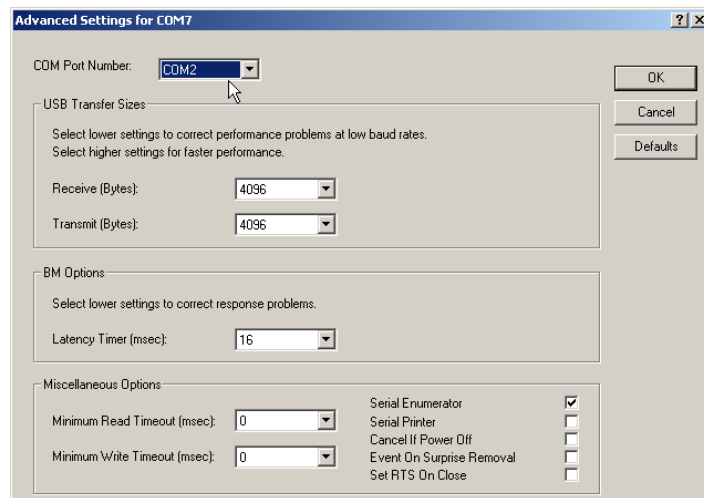 Advanced Settings for COM7
COM Port Number: COM2
OK
Cancel
Defaults
USB Transfer Sizes
Select lower settings to correct performance problems at low baud rates.
Select higher settings for faster performance.
Receive (Bytes): 4096
Transmit (Bytes): 4096
BM Options
Select lower settings to correct response problems.
Latency Timer (msec): 16
Miscellaneous Options
Minimum Read Timeout (msec): 0
Minimum Write Timeout (msec): 0
Serial Enumerator
Serial Printer
Cancel If Power Off
Event On Surprise Removal
Set RTS On Close